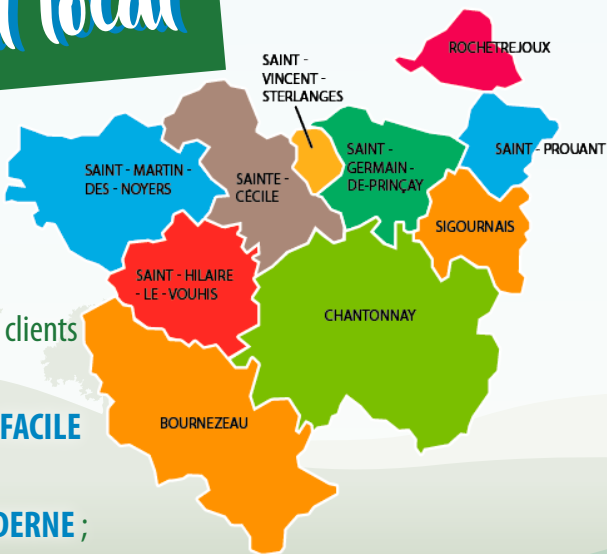 local
ROCHETREJOUX
SAINT -
VINCENT -
STERLANGES
SAINT - MARTIN -
DES - NOYERS
SAINTE -
CÉCILE
SAINT -
GERMAIN -
DE-PRINÇAY
SAINT - PROUANT
SIGOURNAIS
SAINT - HILAIRE
- LE - VOUHIS
CHANTONNAY
clients
BOURNEZEAU
FACILE
DERNE ;